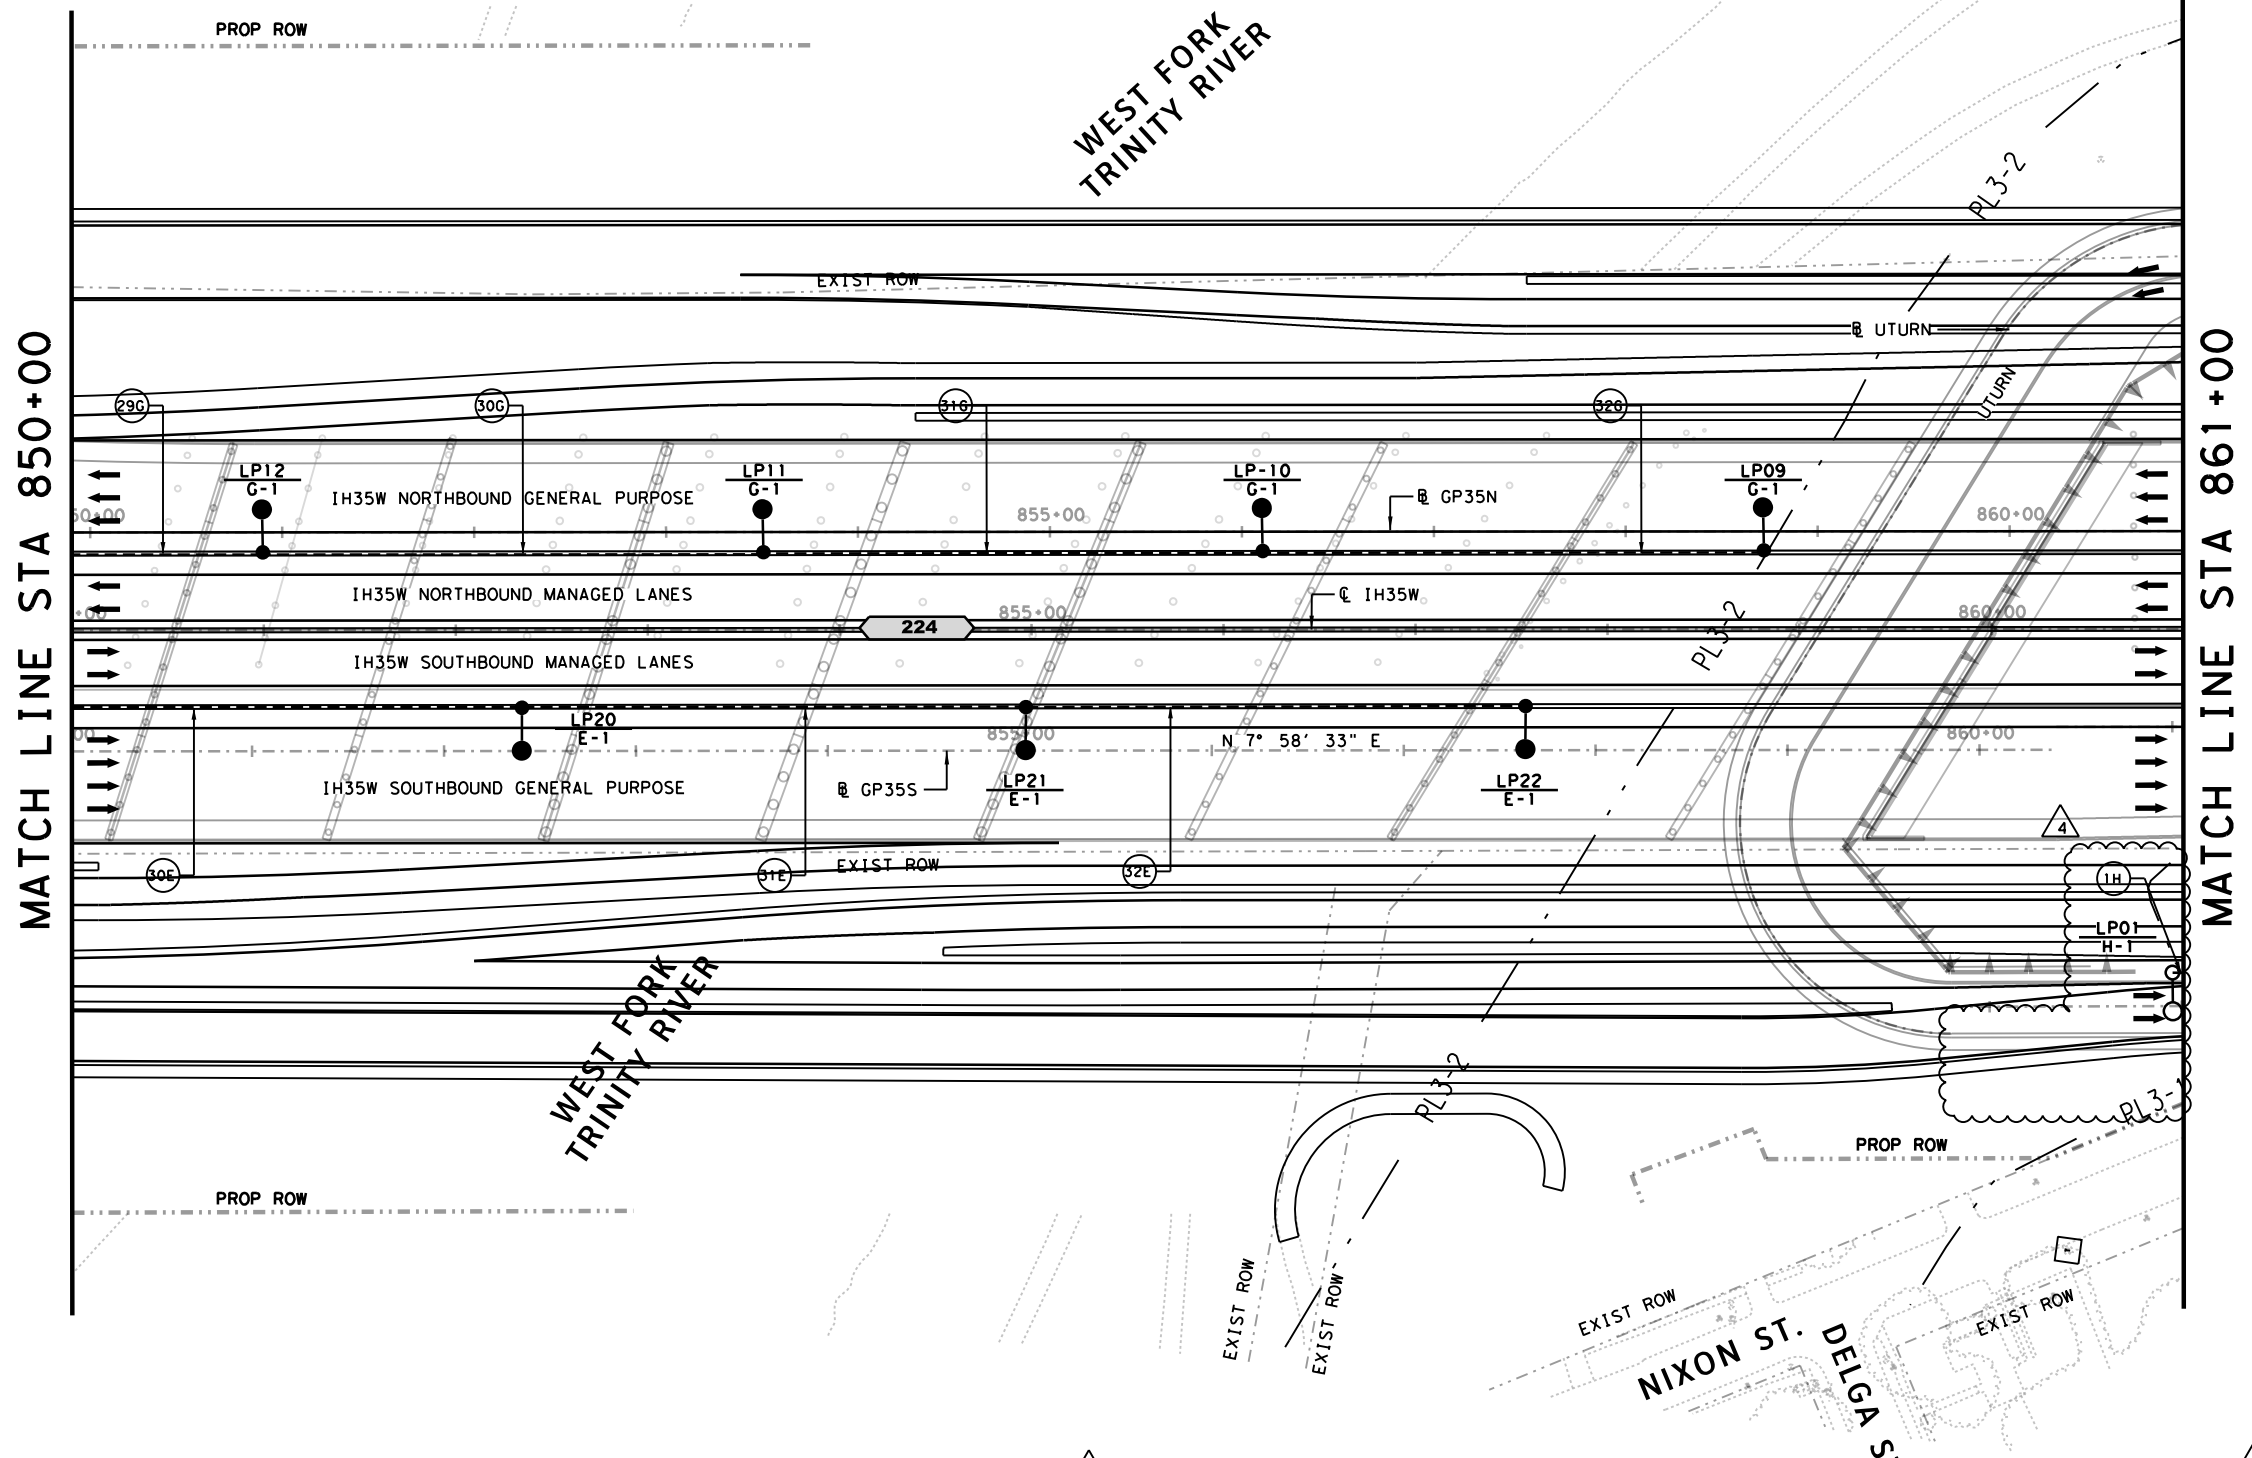 PROP ROW
WEST FORK
TRINITY RIVER
PL3-2
EXIST ROW
℄ UTURN
UTURN
MATCH LINE STA 850+00
MATCH LINE STA 861+00
29G
30G
31G
32G
LP12
G-1
LP11
G-1
LP-10
G-1
LP09
G-1
IH35W NORTHBOUND GENERAL PURPOSE
50+00
855+00
860+00
GP35N
IH35W NORTHBOUND MANAGED LANES
℄ IH35W
+00
855+00
860+00
224
PL3-2
IH35W SOUTHBOUND MANAGED LANES
LP20
E-1
00
855+00
860+00
N 7° 58' 33" E
IH35W SOUTHBOUND GENERAL PURPOSE
GP35S
LP21
E-1
LP22
E-1
4
30E
31E
32E
EXIST ROW
1H
LP01
H-1
WEST FORK
TRINITY RIVER
PL3-2
PL3-1
PROP ROW
PROP ROW
EXIST ROW
EXIST ROW
EXIST ROW
EXIST ROW
NIXON ST.
DELGA S